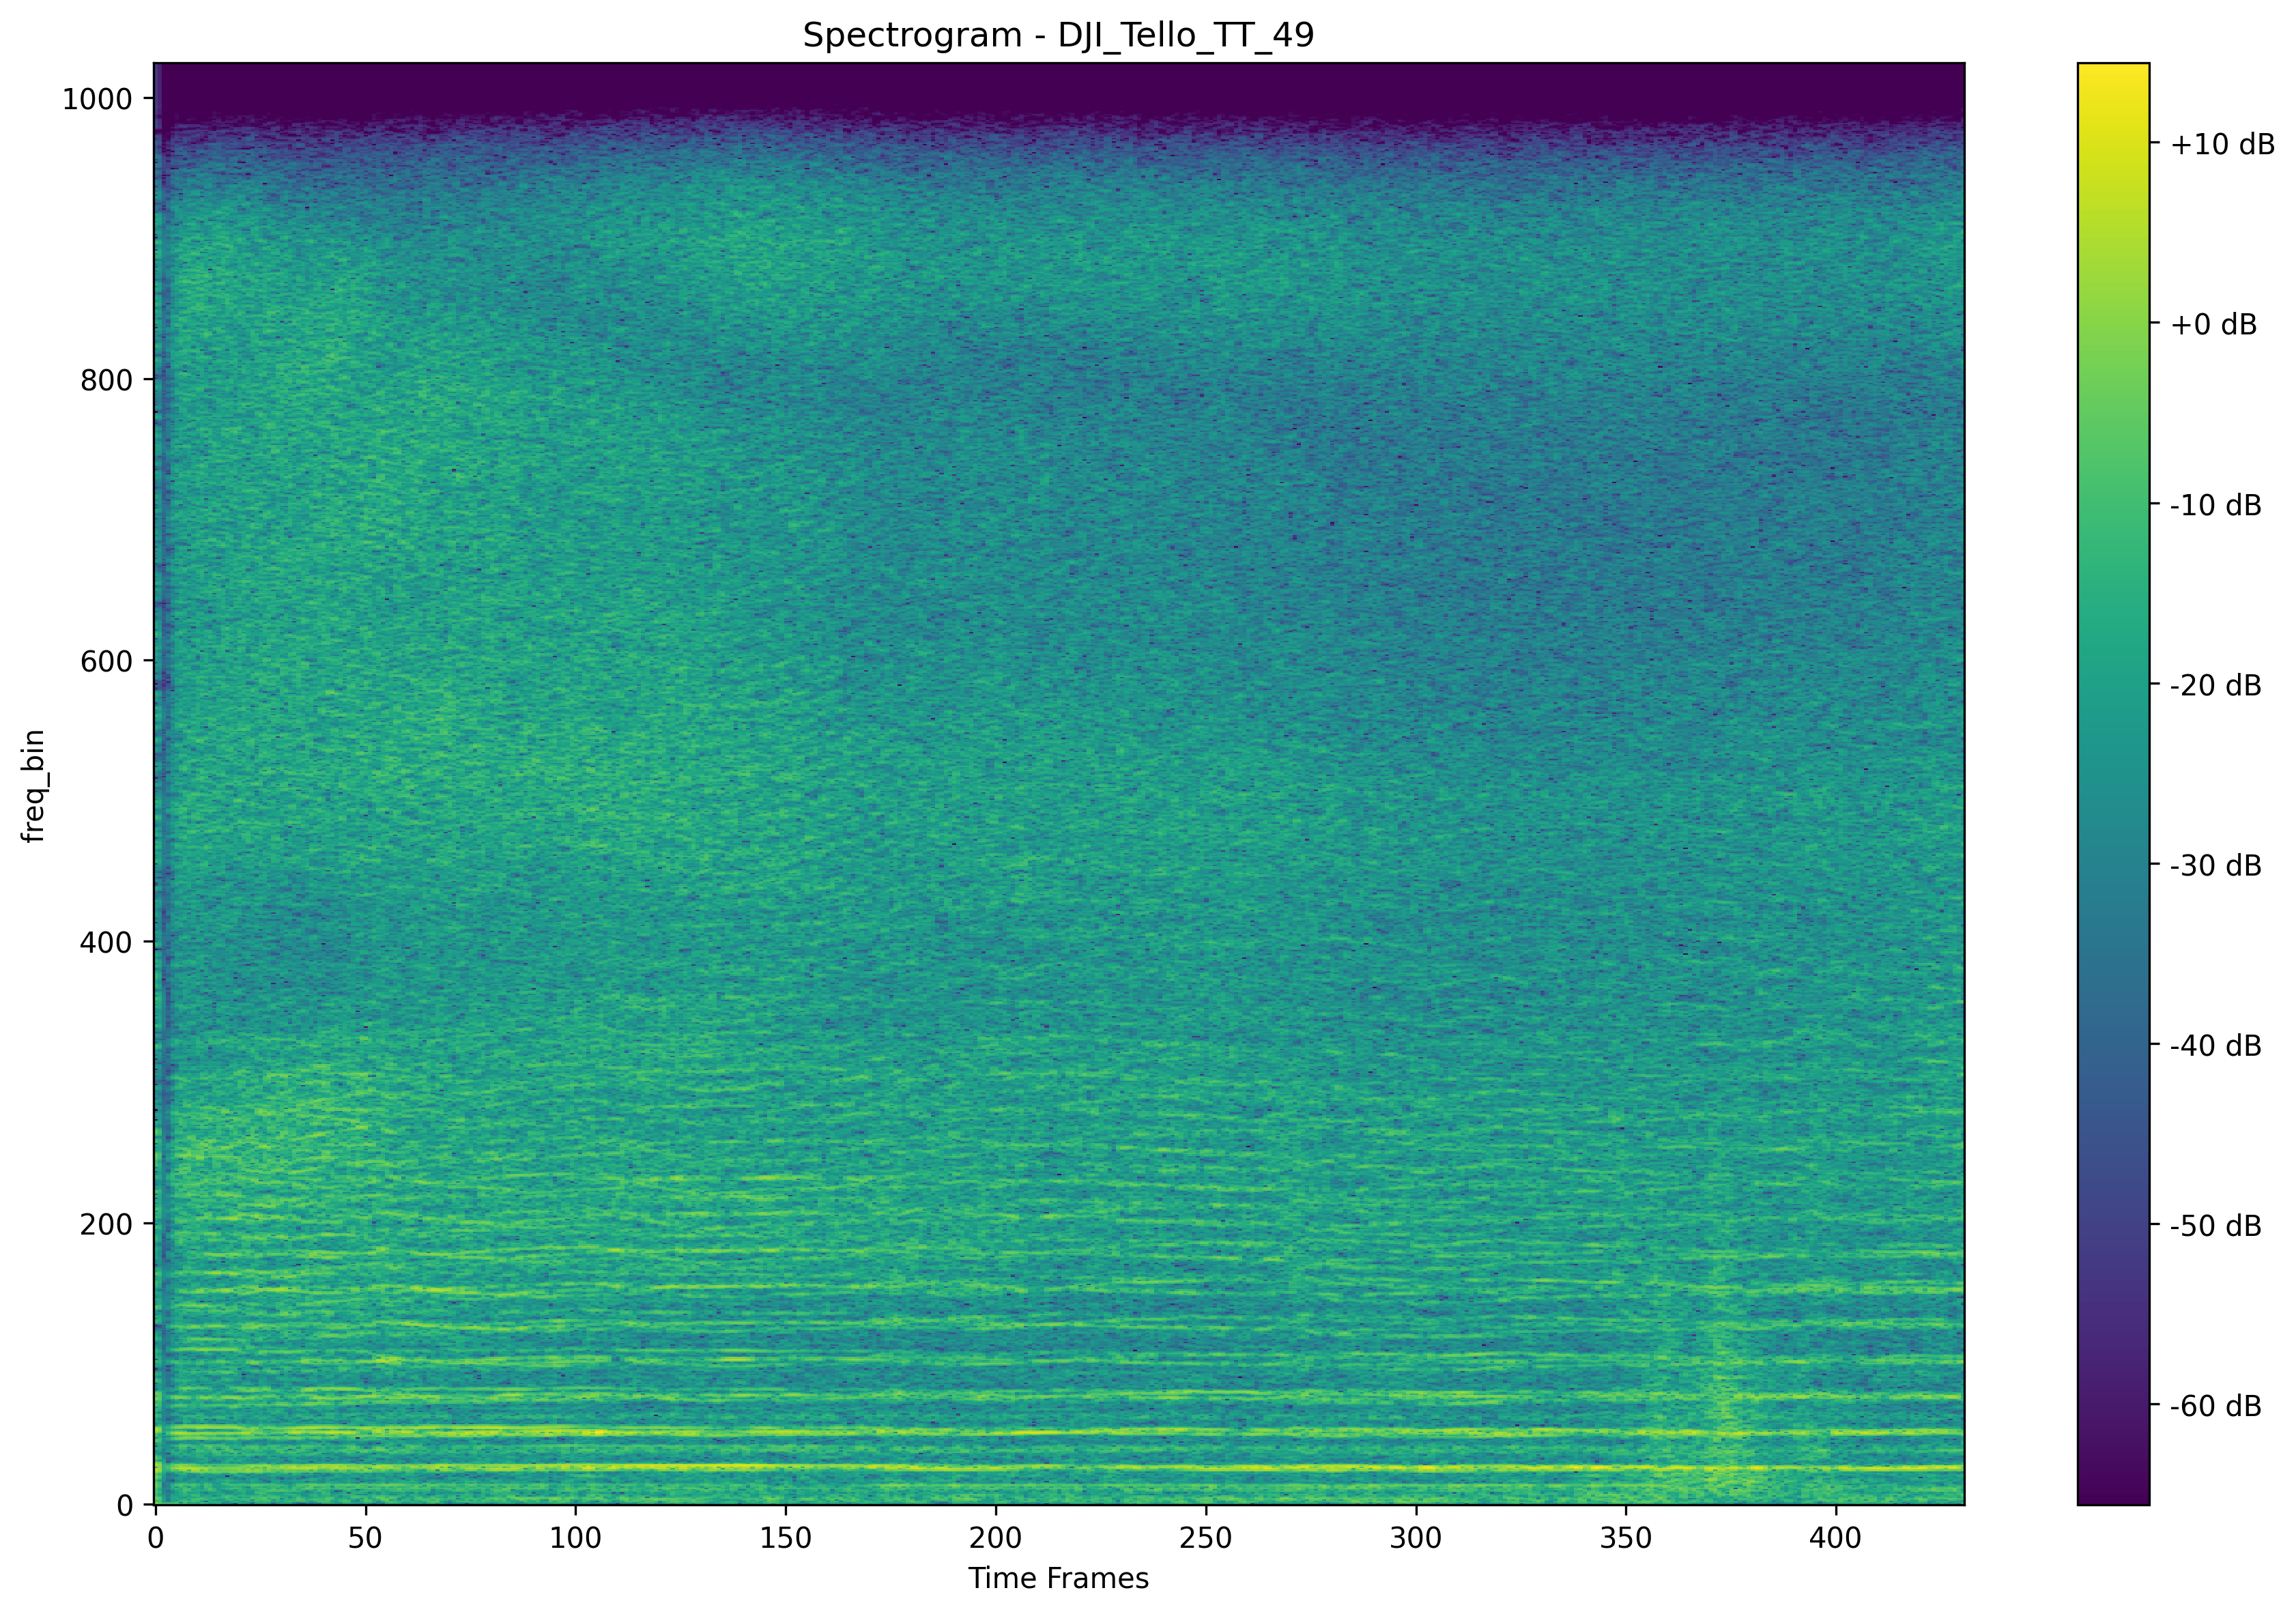 Spectrogram - DJI_Tello_TT_49
1000
800
600
400
200
0
freq_bin
0 50 100 150 200 250 300 350 400
Time Frames
+10 dB
+0 dB
-10 dB
-20 dB
-30 dB
-40 dB
-50 dB
-60 dB